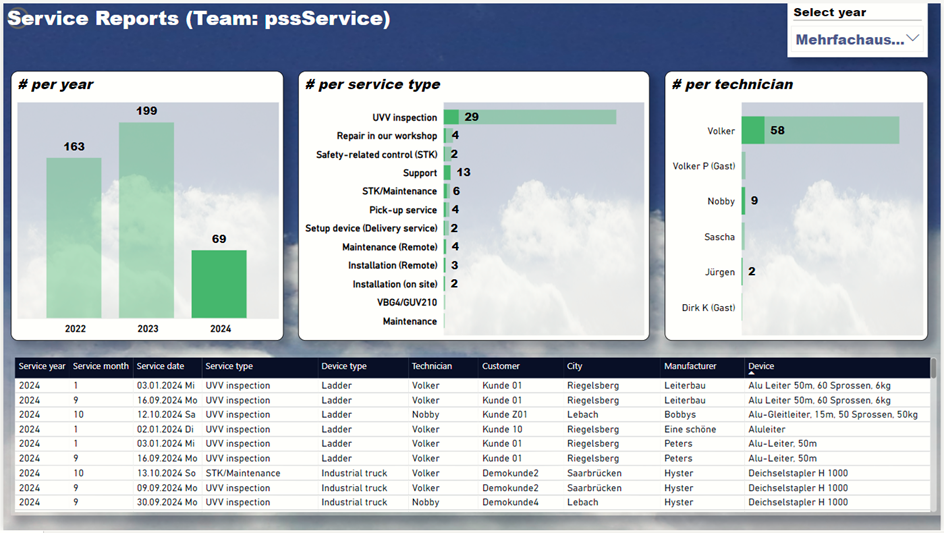 Service Reports (Team: pssService)
Select year
Mehrfachaus...
# per year
163
199
69
2022 2023 2024
# per service type
UVV inspection 29
Repair in our workshop 4
Safety-related control (STK) 2
Support 13
STK/Maintenance 6
Pick-up service 4
Setup device (Delivery service) 2
Maintenance (Remote) 4
Installation (Remote) 3
Installation (on site) 2
VBG4/GUV210
Maintenance
# per technician
Volker 58
Volker P (Gast)
Nobby 9
Sascha
Jürgen 2
Dirk K (Gast)
Service year Service month Service date Service type Device type Technician Customer City Manufacturer Device
2024 1 03.01.2024 Mi UVV inspection Ladder Volker Kunde 01 Riegelsberg Leiterbau Alu Leiter 50m, 60 Sprossen, 6kg
2024 9 16.09.2024 Mo UVV inspection Ladder Volker Kunde 01 Riegelsberg Leiterbau Alu Leiter 50m, 60 Sprossen, 6kg
2024 10 12.10.2024 Sa UVV inspection Ladder Nobby Kunde Z01 Lebach Bobbys Alu-Gleitleiter, 15m, 50 Sprossen, 50kg
2024 1 02.01.2024 Di UVV inspection Ladder Volker Kunde 10 Riegelsberg Eine schöne Aluleiter
2024 1 03.01.2024 Mi UVV inspection Ladder Volker Kunde 01 Riegelsberg Peters Alu-Leiter, 50m
2024 9 16.09.2024 Mo UVV inspection Ladder Volker Kunde 01 Riegelsberg Peters Alu-Leiter, 50m
2024 10 13.10.2024 So STK/Maintenance Industrial truck Volker Demokunde2 Saarbrücken Hyster Deichselstapler H 1000
2024 9 09.09.2024 Mo UVV inspection Industrial truck Volker Demokunde2 Saarbrücken Hyster Deichselstapler H 1000
2024 9 30.09.2024 Mo UVV inspection Industrial truck Nobby Demokunde4 Lebach Hyster Deichselstapler H 1000